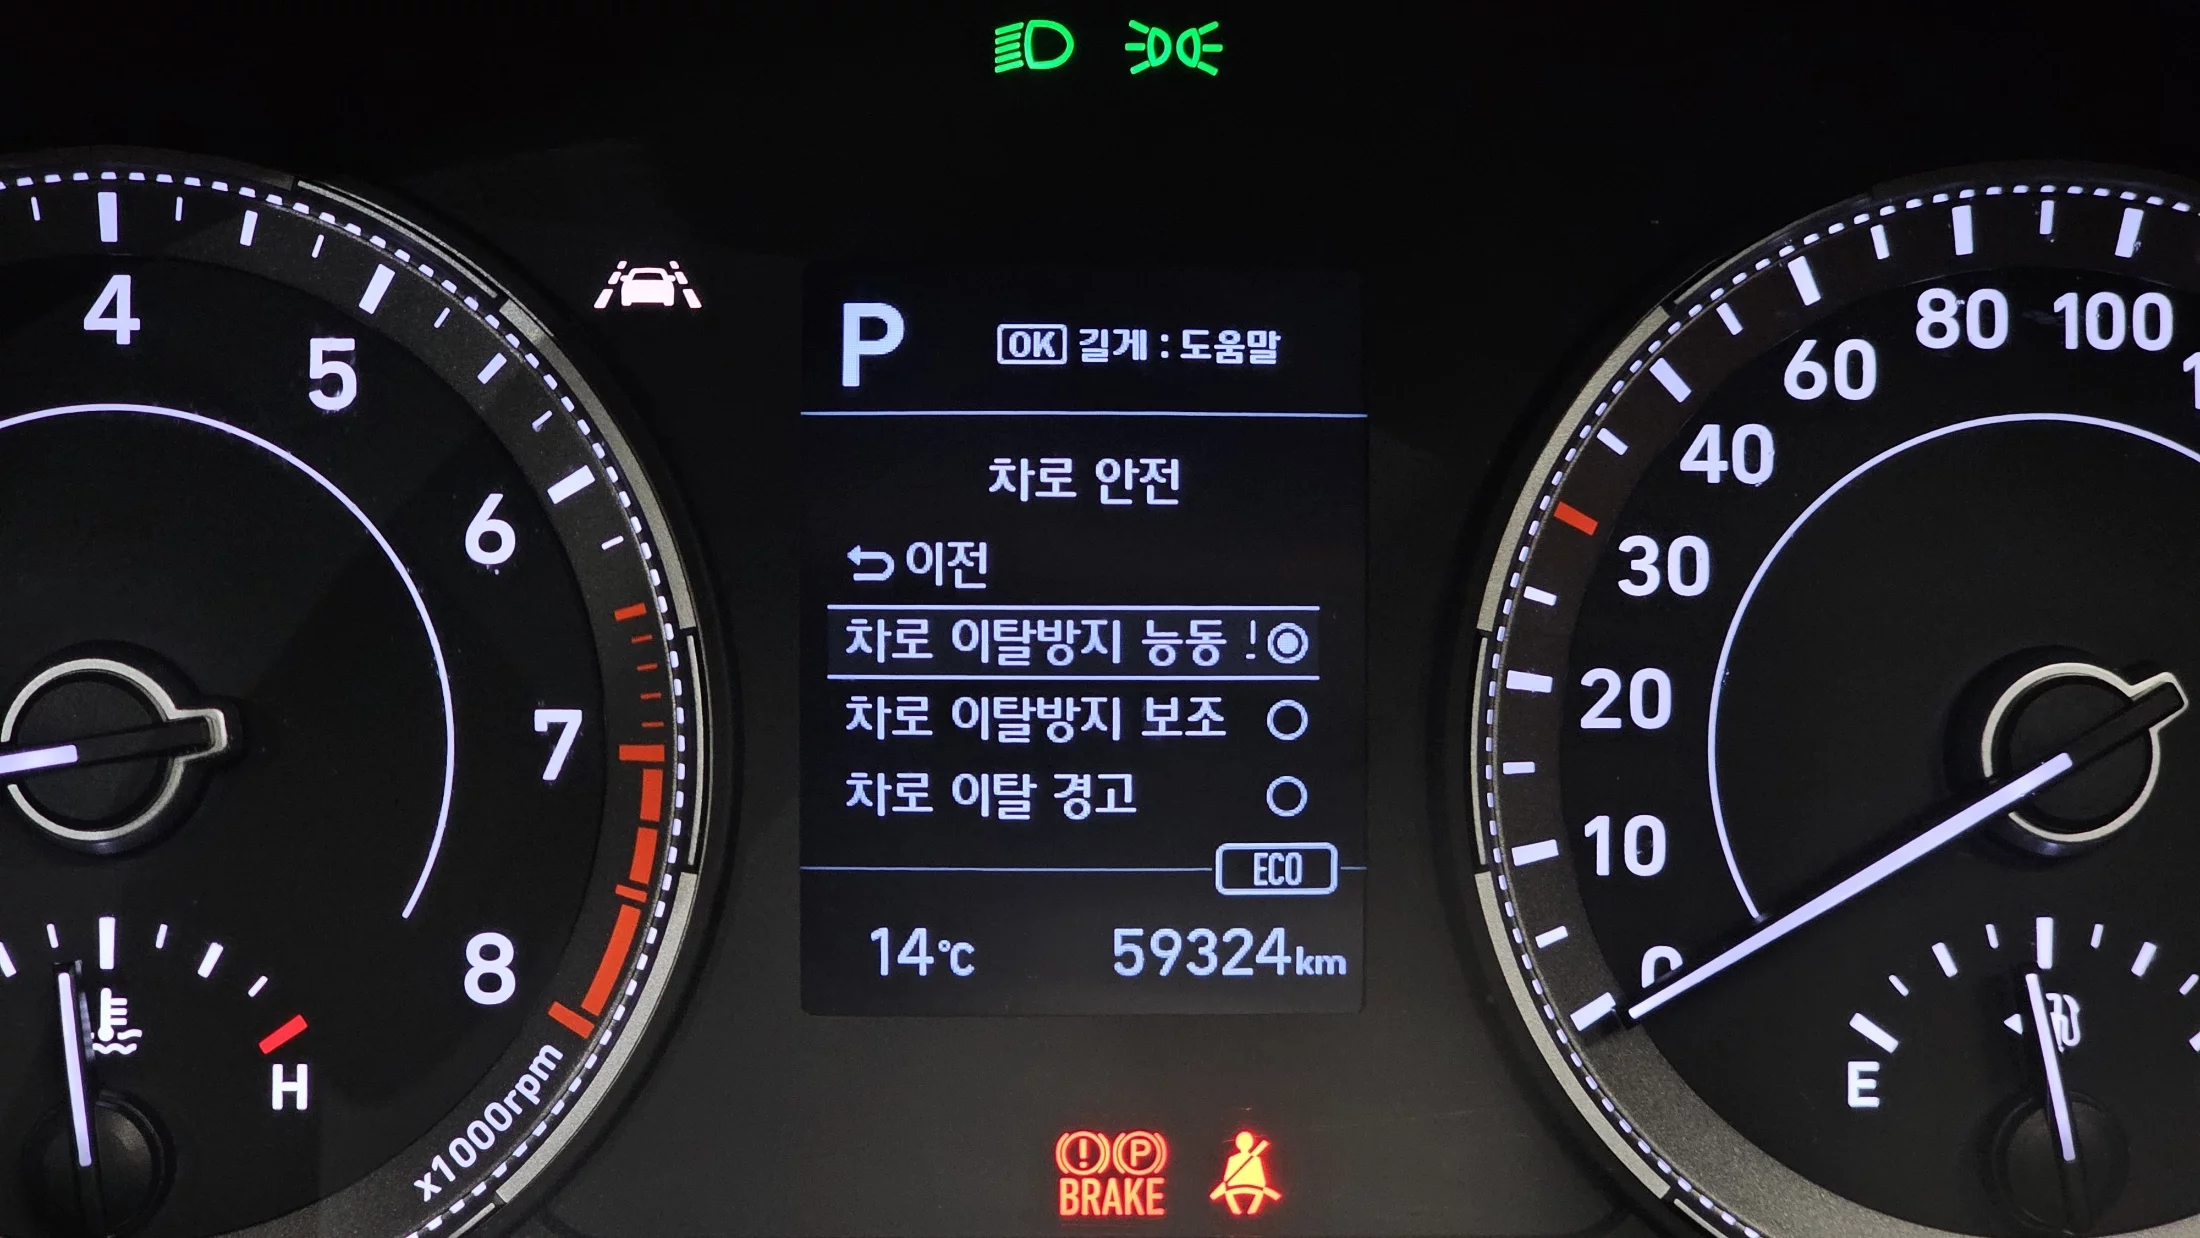 4
5
6
7
8
x1000rpm
H
P
OK 길게 : 도움말
차로 안전
이전
차로 이탈방지 능동 !
차로 이탈방지 보조
차로 이탈 경고
ECO
14°C 59324km
BRAKE
P
0
10
20
30
40
60
80
100
E